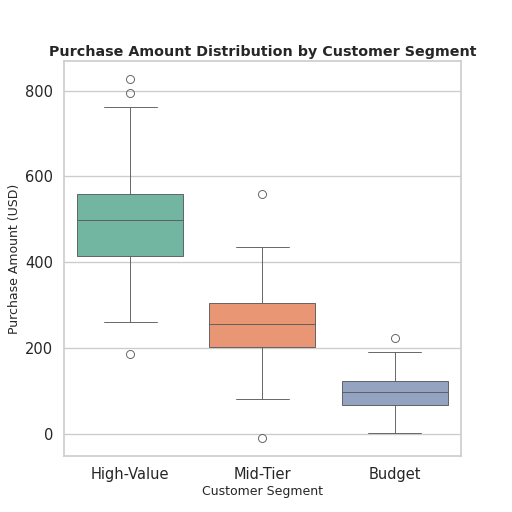 Purchase Amount Distribution by Customer Segment
Purchase Amount (USD)
800
600
400
200
0
High-Value
Mid-Tier
Budget
Customer Segment